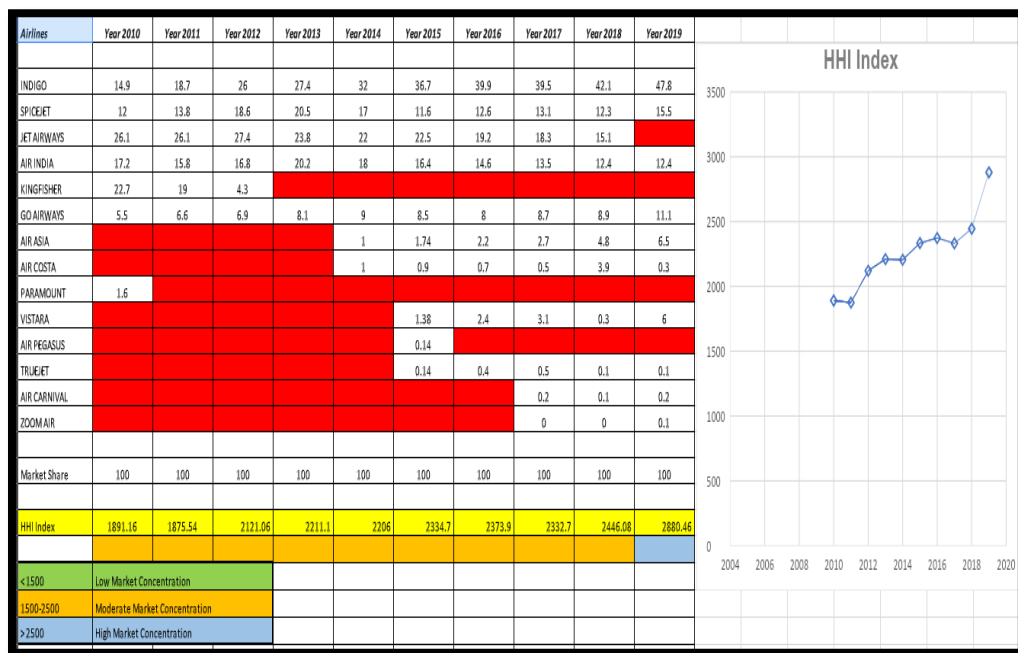 Airlines Year 2010 Year 2011 Year 2012 Year 2013 Year 2014 Year 2015 Year 2016 Year 2017 Year 2018 Year 2019
INDIGO 14.9 18.7 26 27.4 32 36.7 39.9 39.5 42.1 47.8
SPICEJET 12 13.8 18.6 20.5 17 11.6 12.6 13.1 12.3 15.5
JET AIRWAYS 26.1 26.1 27.4 23.8 22 22.5 19.2 18.3 15.1
AIR INDIA 17.2 15.8 16.8 20.2 18 16.4 14.6 13.5 12.4 12.4
KINGFISHER 22.7 19 4.3
GO AIRWAYS 5.5 6.6 6.9 8.1 9 8.5 8 8.7 8.9 11.1
AIR ASIA 1 1.74 2.2 2.7 4.8 6.5
AIR COSTA 1 0.9 0.7 0.5 3.9 0.3
PARAMOUNT 1.6
VISTARA 1.38 2.4 3.1 0.3 6
AIR PEGASUS 0.14
TRUEJET 0.14 0.4 0.5 0.1 0.1
AIR CARNIVAL 0.2 0.1 0.2
ZOOM AIR 0 0 0.1
Market Share 100 100 100 100 100 100 100 100 100 100
HHI Index 1891.16 1875.54 2121.06 2211.1 2206 2334.7 2373.9 2332.7 2446.08 2880.46
<1500 Low Market Concentration
1500-2500 Moderate Market Concentration
>2500 High Market Concentration
HHI Index
3500
3000
2500
2000
1500
1000
500
0
2004 2006 2008 2010 2012 2014 2016 2018 2020